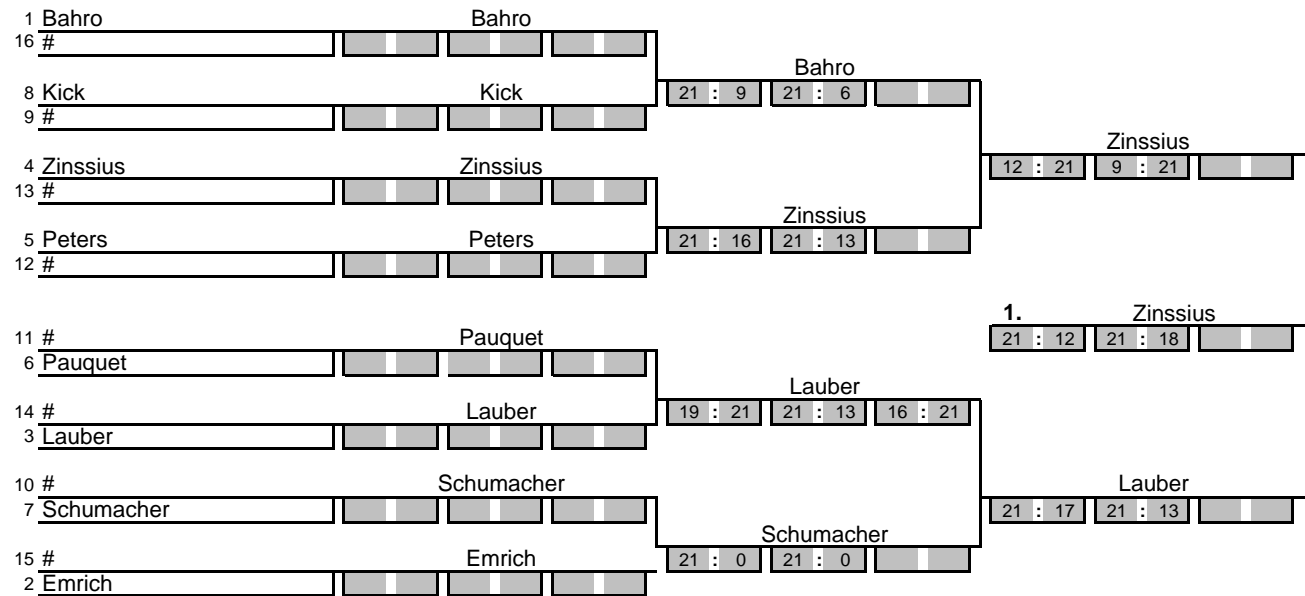 1 Bahro Bahro
16 #
Bahro
8 Kick Kick 21 : 9 21 : 6
9 #
Zinssius
4 Zinssius Zinssius 12 : 21 9 : 21
13 #
Zinssius
5 Peters Peters 21 : 16 21 : 13
12 #
1. Zinssius
11 # Pauquet 21 : 12 21 : 18
6 Pauquet
Lauber
14 # Lauber 19 : 21 21 : 13 16 : 21
3 Lauber
10 # Schumacher Lauber
7 Schumacher 21 : 17 21 : 13
Schumacher
15 # Emrich 21 : 0 21 : 0
2 Emrich